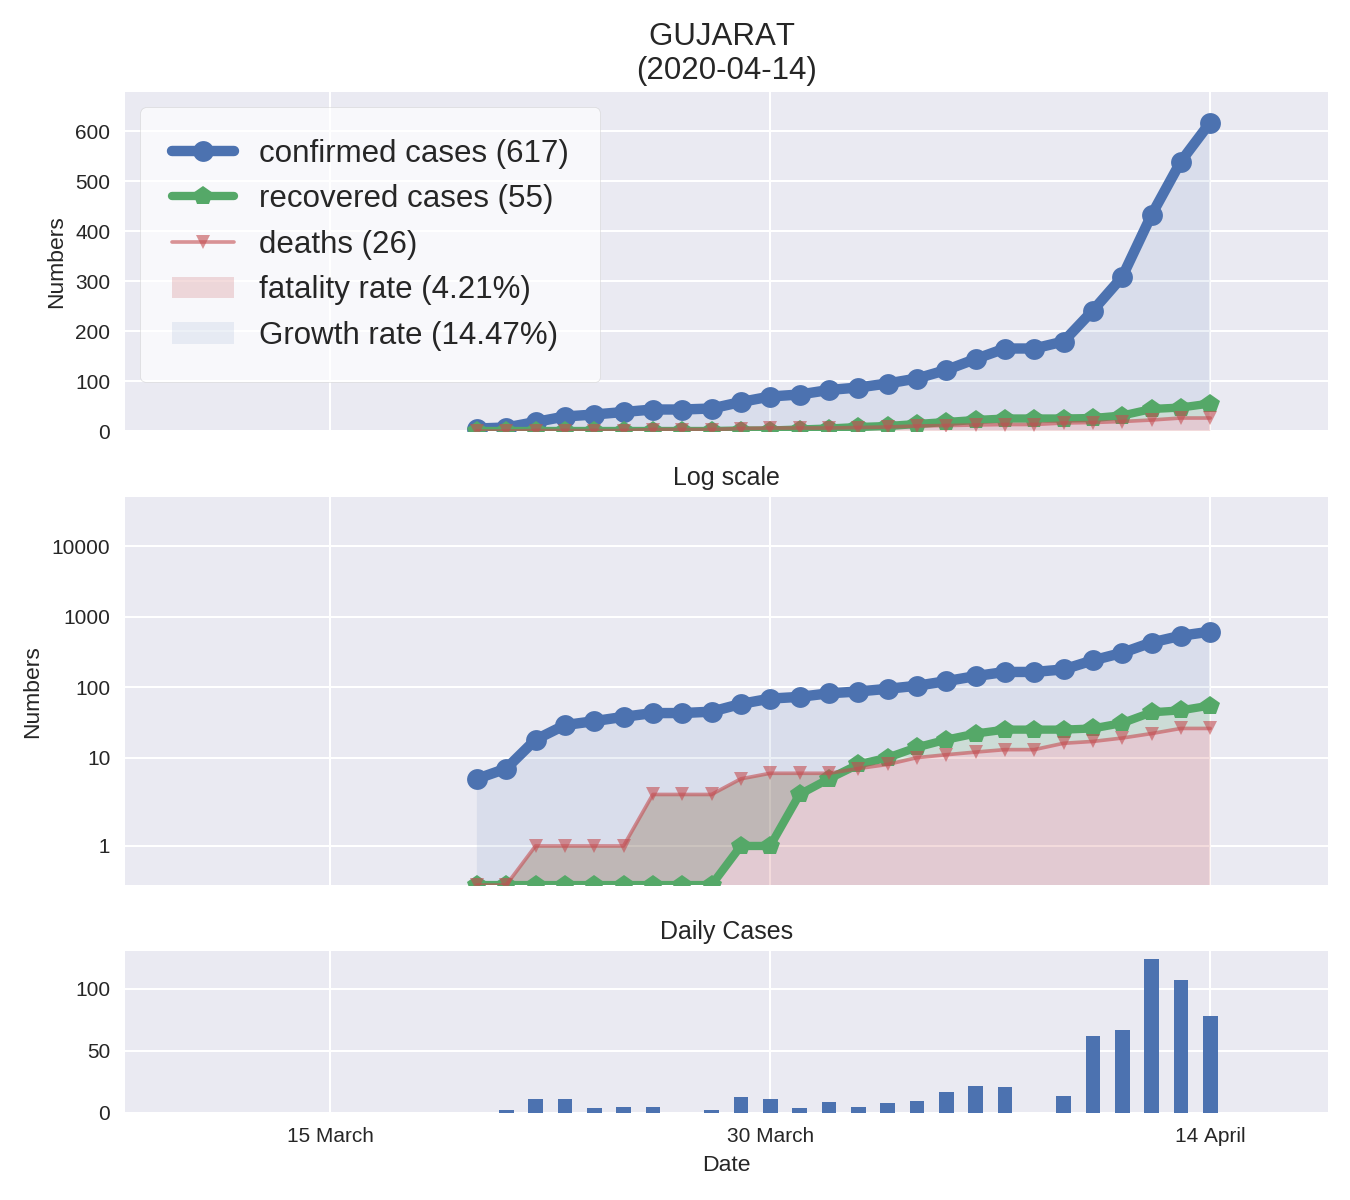 GUJARAT
(2020-04-14)
confirmed cases (617)
recovered cases (55)
deaths (26)
fatality rate (4.21%)
Growth rate (14.47%)
Numbers
600
500
400
300
200
100
0
Log scale
Numbers
10000
1000
100
10
1
Daily Cases
100
50
0
15 March
30 March
14 April
Date